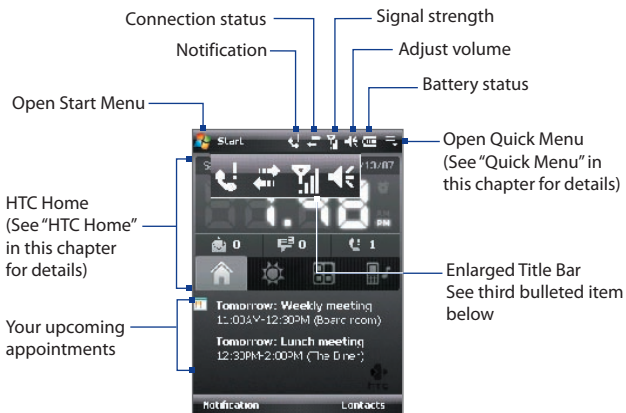 Connection status
Signal strength
Notification
Adjust volume
Battery status
Open Start Menu
Start
Open Quick Menu
(See “Quick Menu” in
this chapter for details)
/13/07
PM
HTC Home
(See “HTC Home”
in this chapter
for details)
0
0
1
Enlarged Title Bar
See third bulleted item
below
Your upcoming
appointments
Tomorrow: Weekly meeting
11:00AM-12:30PM (Board room)
Tomorrow: Lunch meeting
12:30PM-2:00PM (The Diner)
Notification
Contacts